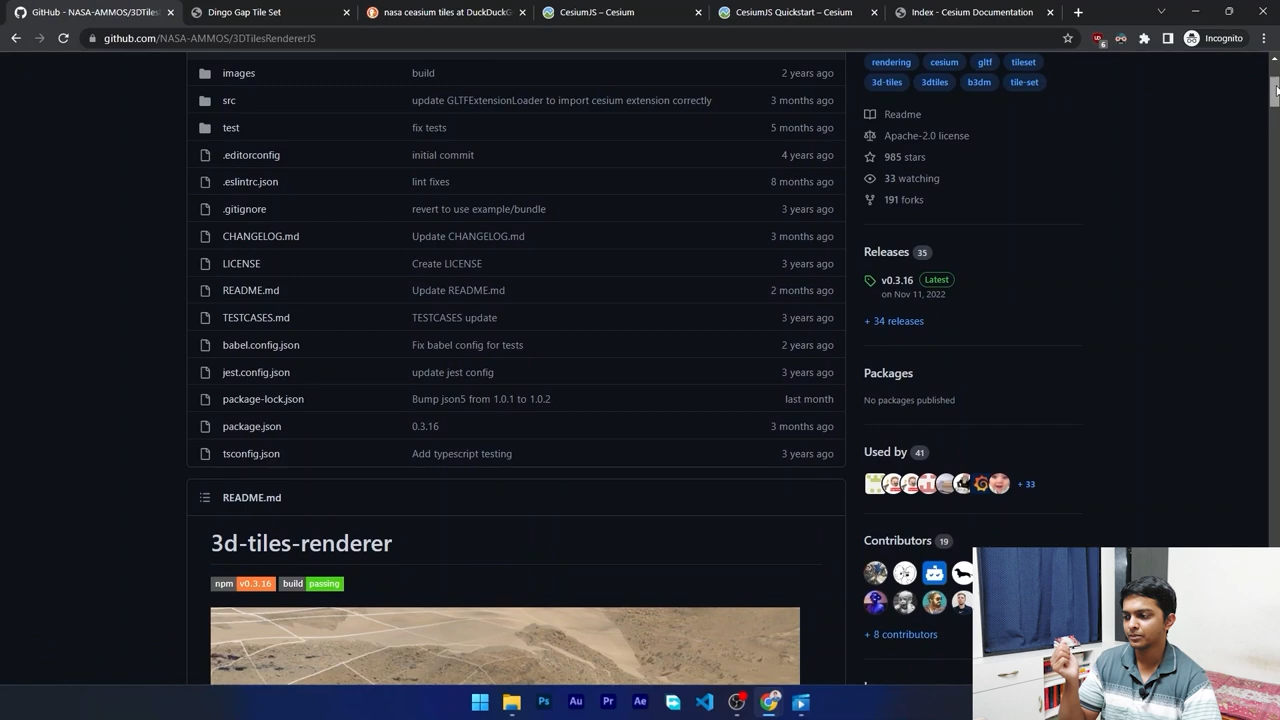 GitHub - NASA-AMMOS/3DTiles
Dingo Gap Tile Set
nasa ceasium tiles at DuckDuckG
CesiumJS – Cesium
CesiumJS Quickstart – Cesium
Index - Cesium Documentation
github.com/NASA-AMMOS/3DTilesRendererJS
6
Incognito
images build 2 years ago
src update GLTFExtensionLoader to import cesium extension correctly 3 months ago
test fix tests 5 months ago
.editorconfig initial commit 4 years ago
.eslintrc.json lint fixes 8 months ago
.gitignore revert to use example/bundle 3 years ago
CHANGELOG.md Update CHANGELOG.md 3 months ago
LICENSE Create LICENSE 3 years ago
README.md Update README.md 2 months ago
TESTCASES.md TESTCASES update 3 years ago
babel.config.json Fix babel config for tests 2 years ago
jest.config.json update jest config 3 years ago
package-lock.json Bump json5 from 1.0.1 to 1.0.2 last month
package.json 0.3.16 3 months ago
tsconfig.json Add typescript testing 3 years ago
README.md
3d-tiles-renderer
npm v0.3.16 build passing
rendering cesium gltf tileset
3d-tiles 3dtiles b3dm tile-set
Readme
Apache-2.0 license
985 stars
33 watching
191 forks
Releases 35
v0.3.16 Latest
on Nov 11, 2022
+ 34 releases
Packages
No packages published
Used by 41
+ 33
Contributors 19
+ 8 contributors
Ps Au Pr Ae